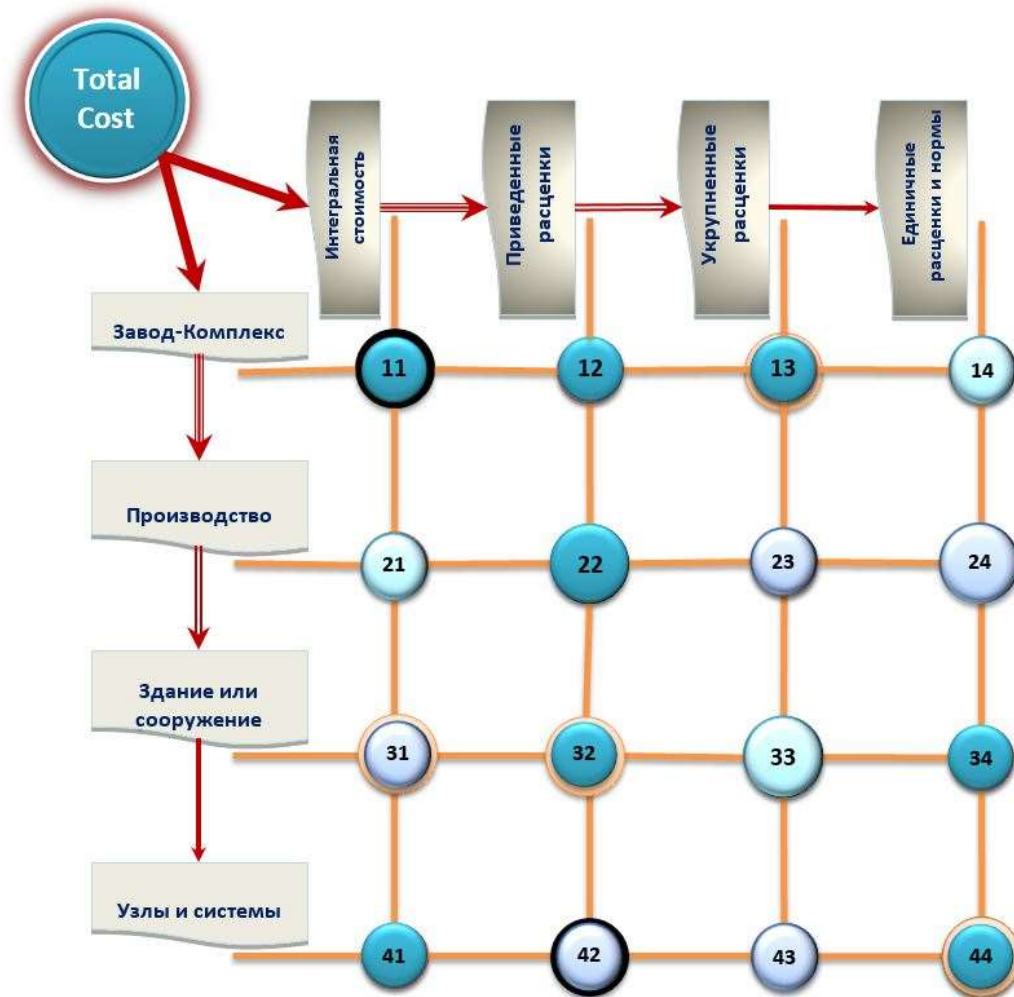 Total
Cost
Интегральная
стоимость
Приведенные
расценки
Укрупненные
расценки
Единичные
расценки и нормы
Завод-Комплекс
11
12
13
14
Производство
21
22
23
24
Здание или
сооружение
31
32
33
34
Узлы и системы
41
42
43
44